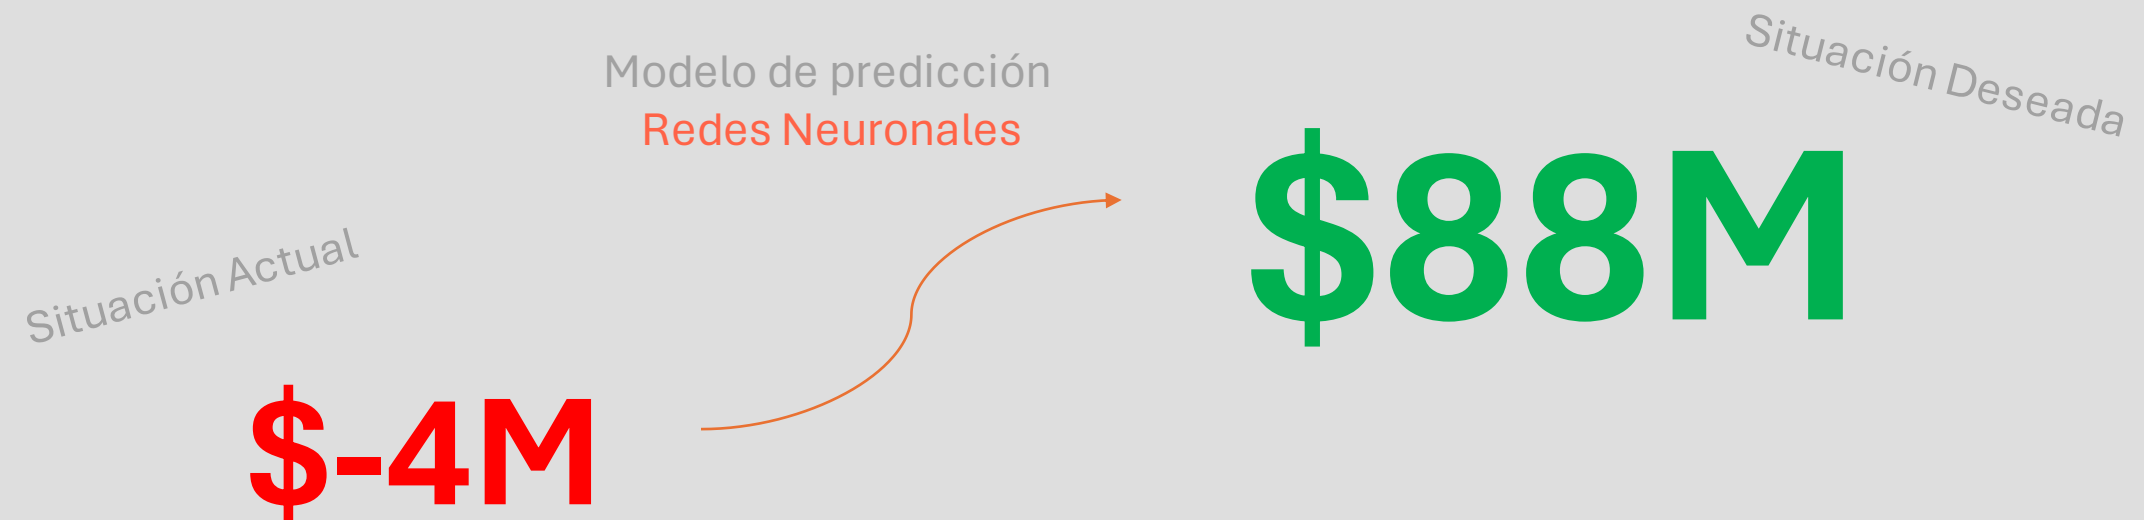 Situación Actual
$-4M
Modelo de predicción
Redes Neuronales
Situación Deseada
$88M